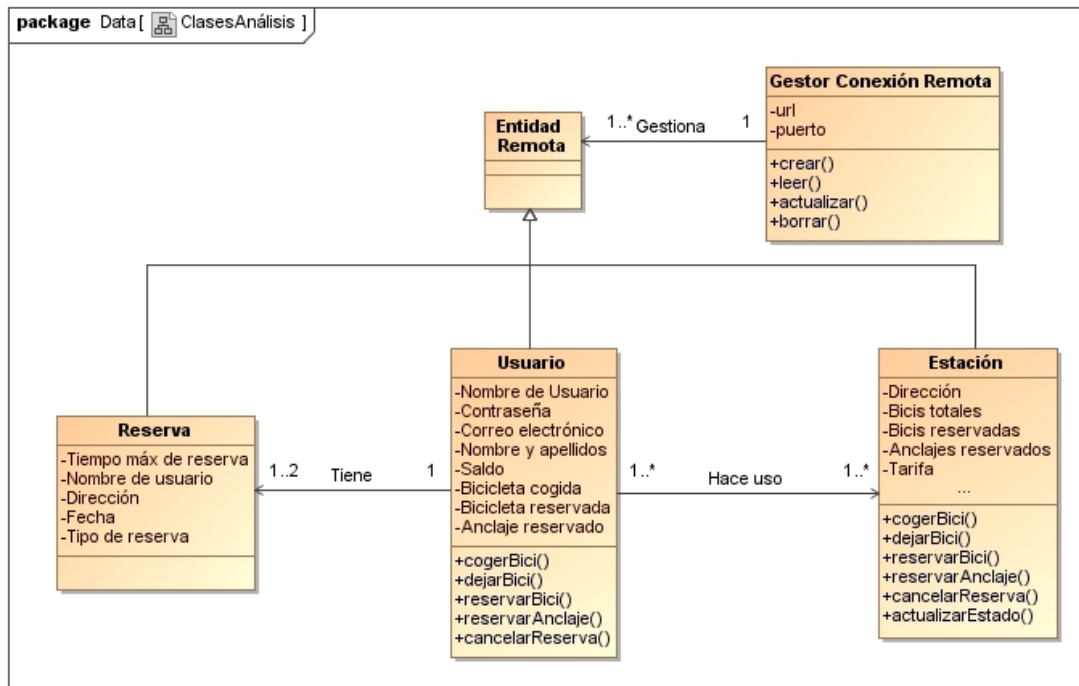 package Data [ ClasesAnálisis ]
Gestor Conexión Remota
-url
-puerto
+crear()
+leer()
+actualizar()
+borrar()
Entidad
Remota
1..* Gestiona 1
Usuario
-Nombre de Usuario
-Contraseña
-Correo electrónico
-Nombre y apellidos
-Saldo
-Bicicleta cogida
-Bicicleta reservada
-Anclaje reservado
+cogerBici()
+dejarBici()
+reservarBici()
+reservarAnclaje()
+cancelarReserva()
Estación
-Dirección
-Bicis totales
-Bicis reservadas
-Anclajes reservados
-Tarifa
...
+cogerBici()
+dejarBici()
+reservarBici()
+reservarAnclaje()
+cancelarReserva()
+actualizarEstado()
Reserva
-Tiempo máx de reserva
-Nombre de usuario
-Dirección
-Fecha
-Tipo de reserva
1..2 Tiene 1
1..* Hace uso 1..*